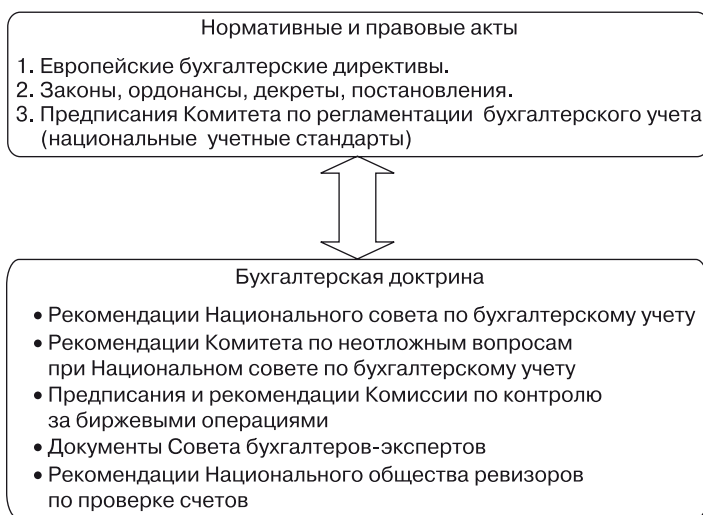 Нормативные и правовые акты
1. Европейские бухгалтерские директивы.
2. Законы, ордонансы, декреты, постановления.
3. Предписания Комитета по регламентации бухгалтерского учета
(национальные учетные стандарты)
Бухгалтерская доктрина
• Рекомендации Национального совета по бухгалтерскому учету
• Рекомендации Комитета по неотложным вопросам
при Национальном совете по бухгалтерскому учету
• Предписания и рекомендации Комиссии по контролю
за биржевыми операциями
• Документы Совета бухгалтеров-экспертов
• Рекомендации Национального общества ревизоров
по проверке счетов